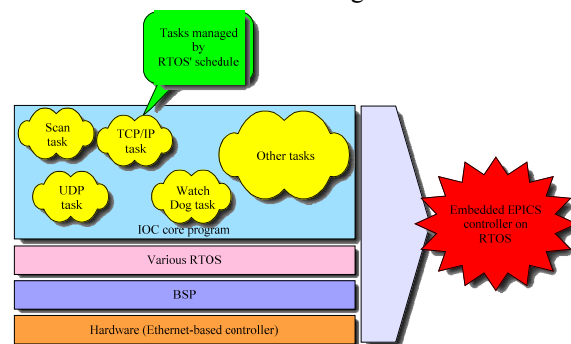 Tasks managed
by
RTOS' schedule
Scan
task
TCP/IP
task
Other tasks
UDP
task
Watch
Dog task
IOC core program
Embedded EPICS
controller on
RTOS
Various RTOS
BSP
Hardware (Ethernet-based controller)